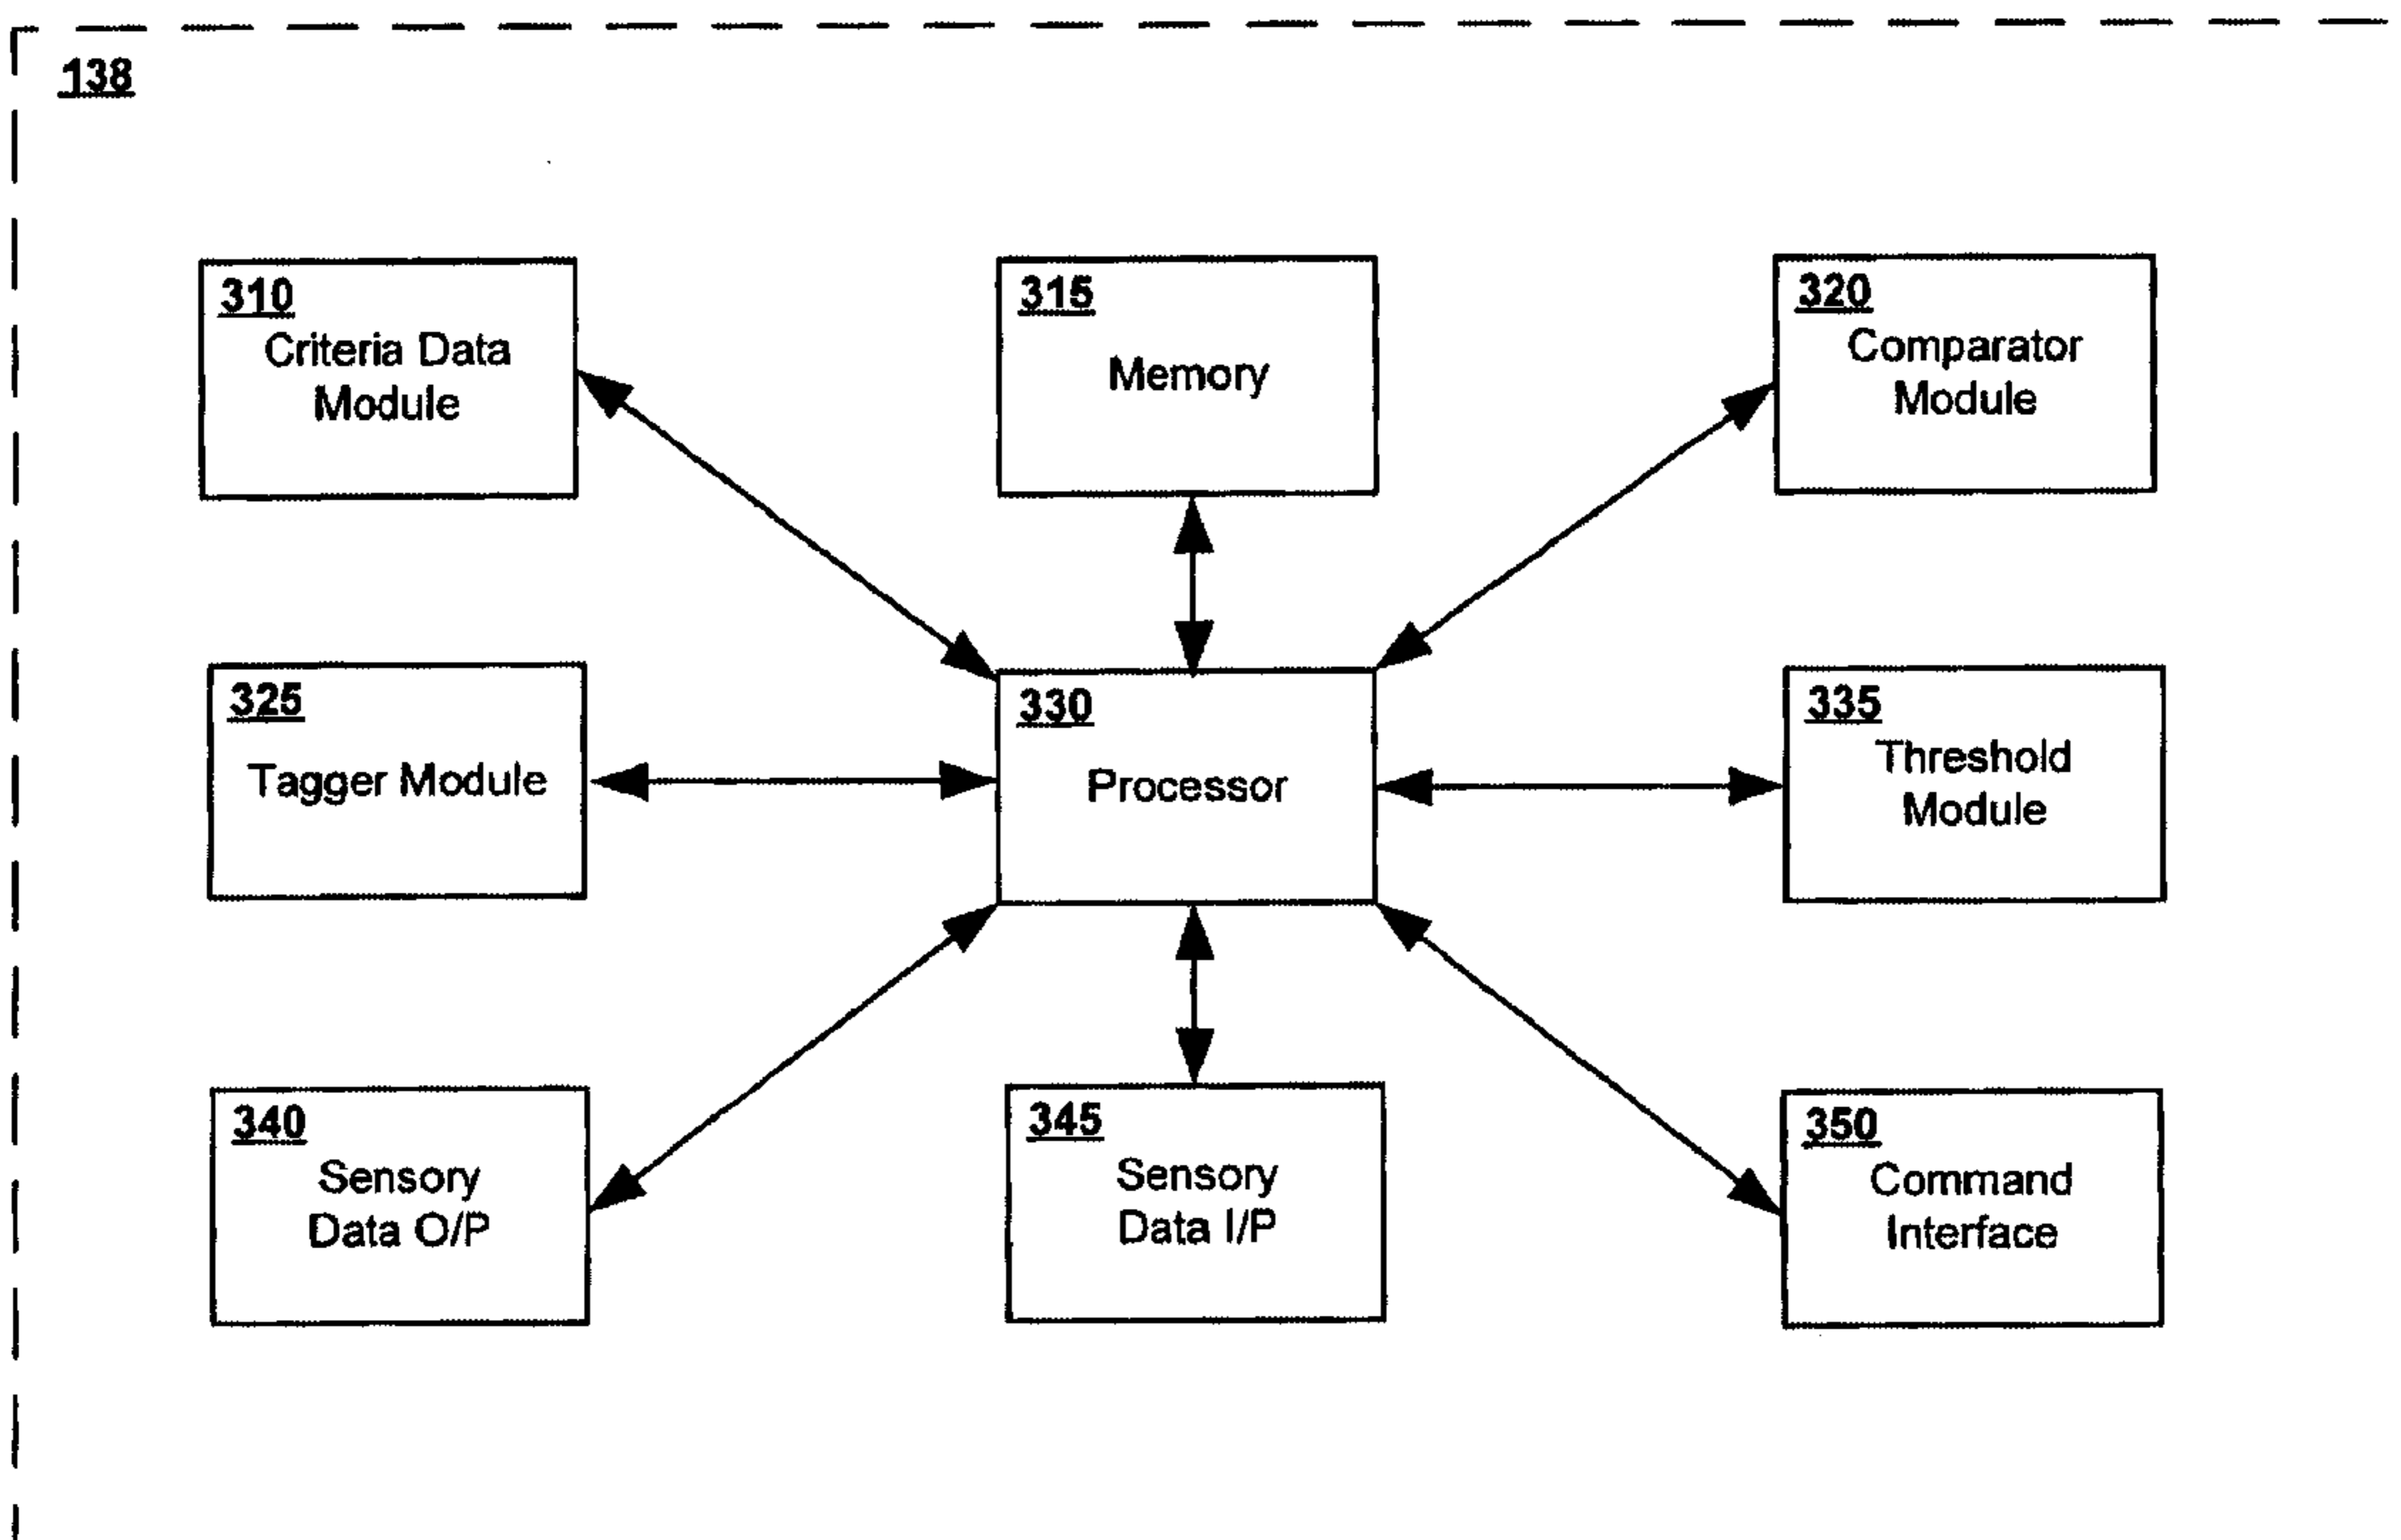 138
310
Criteria Data
Module
315
Memory
320
Comparator
Module
325
Tagger Module
330
Processor
335
Threshold
Module
340
Sensory
Data O/P
345
Sensory
Data I/P
350
Command
Interface